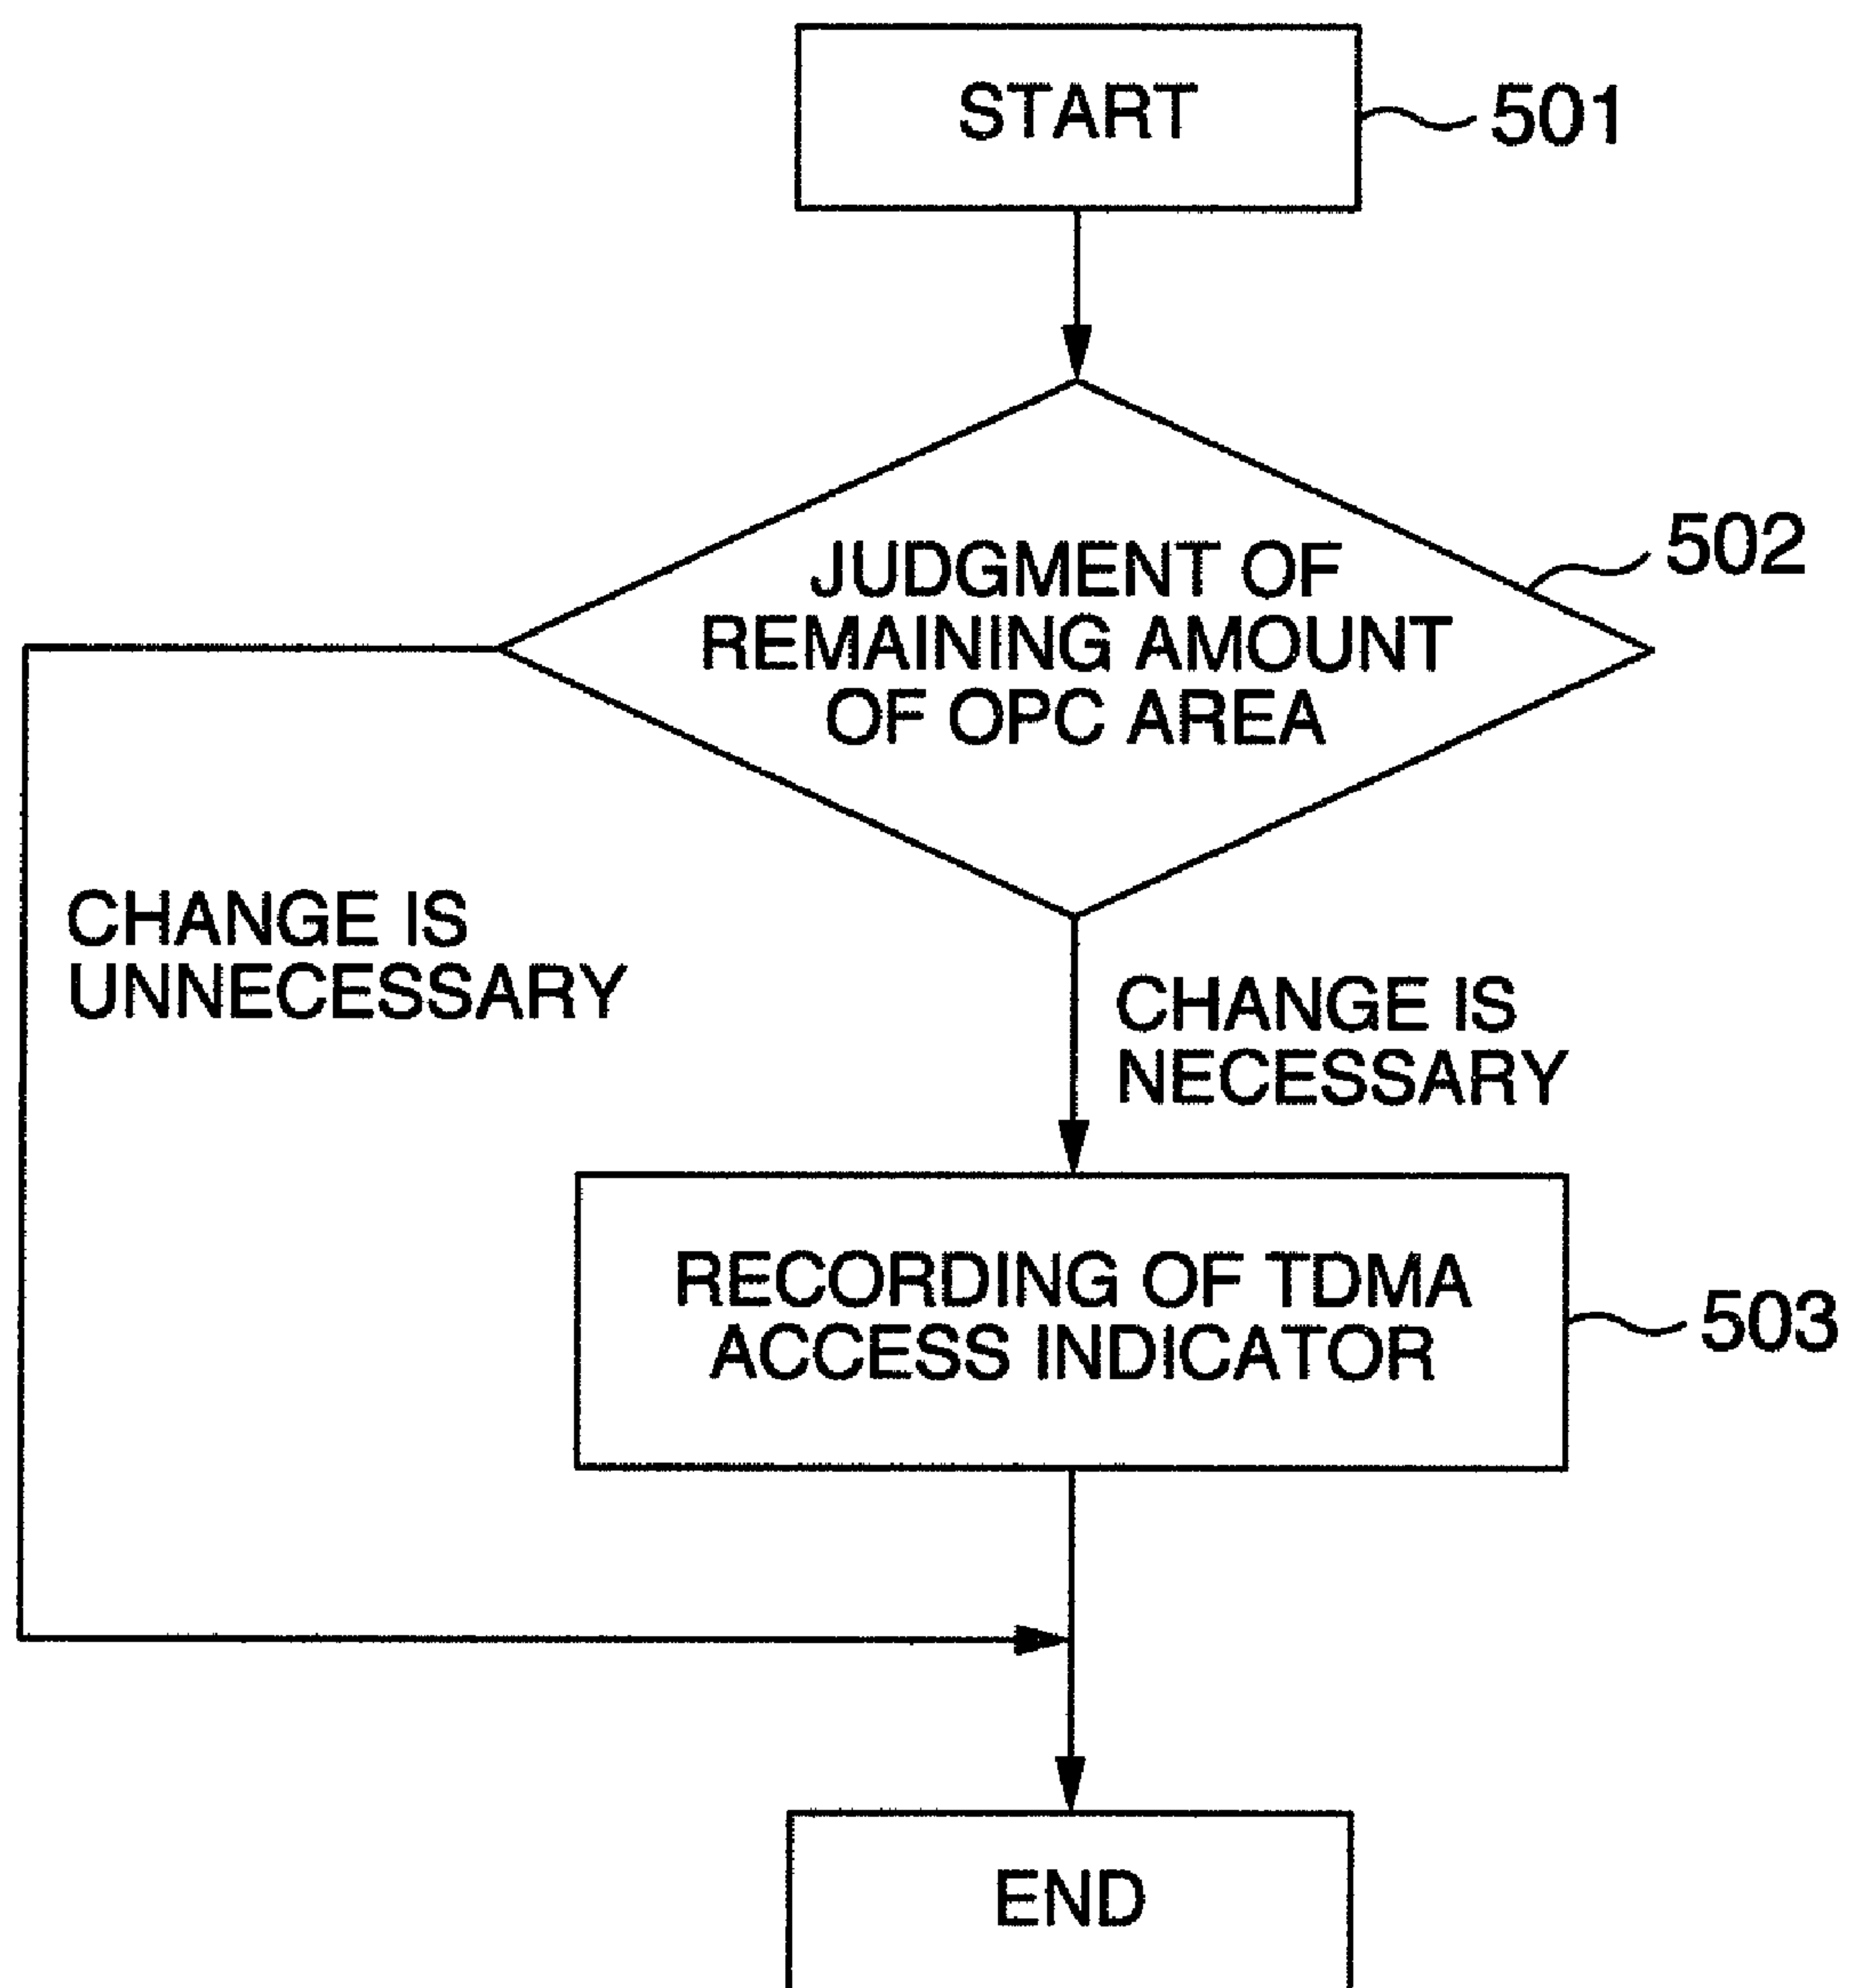 START
501
JUDGMENT OF
REMAINING AMOUNT
OF OPC AREA
502
CHANGE IS
UNNECESSARY
CHANGE IS
NECESSARY
RECORDING OF TDMA
ACCESS INDICATOR
503
END